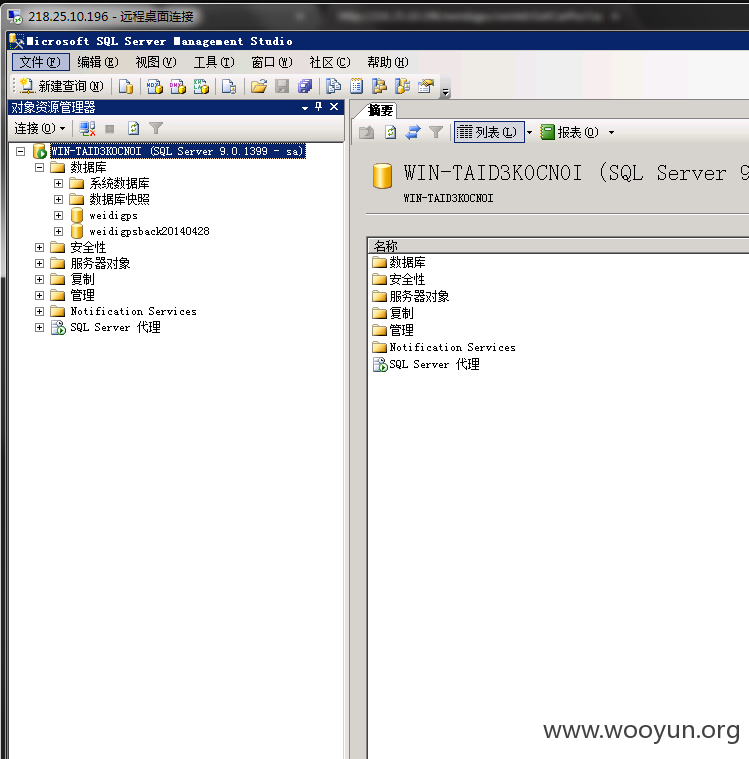 218.25.10.196 - 远程桌面连接
Microsoft SQL Server Management Studio
文件(F) 编辑(E) 视图(V) 工具(T) 窗口(W) 社区(C) 帮助(H)
新建查询(N)
对象资源管理器
摘要
连接(O)
列表(L) 报表(O)
WIN-TAID3K0CN0I (SQL Server 9.0.1399 - sa)
数据库
系统数据库
数据库快照
weidigps
weidigpsback20140428
安全性
服务器对象
复制
管理
Notification Services
SQL Server 代理
WIN-TAID3K0CN0I (SQL Server 9
WIN-TAID3K0CN0I
名称
数据库
安全性
服务器对象
复制
管理
Notification Services
SQL Server 代理
www.wooyun.org